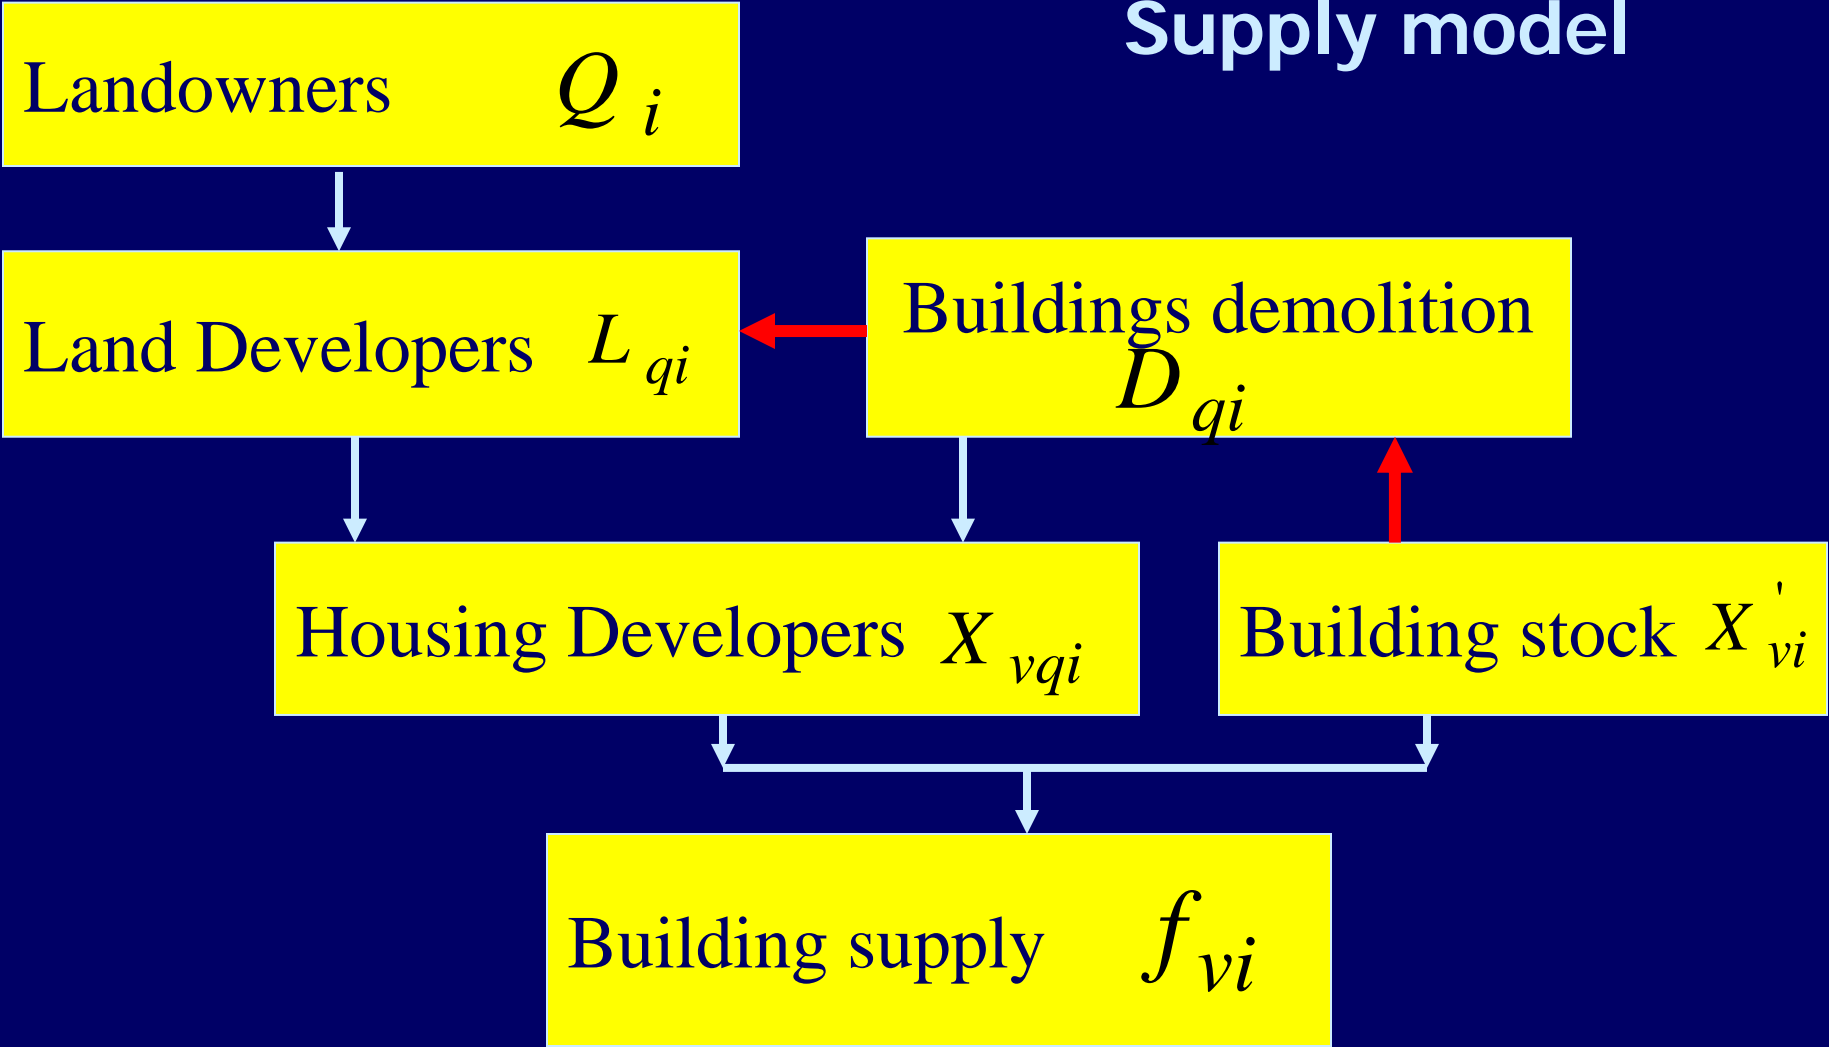 Supply model
Landowners Q i
Land Developers L qi
Buildings demolition
D qi
Housing Developers X vqi
Building stock X ' vi
Building supply f vi